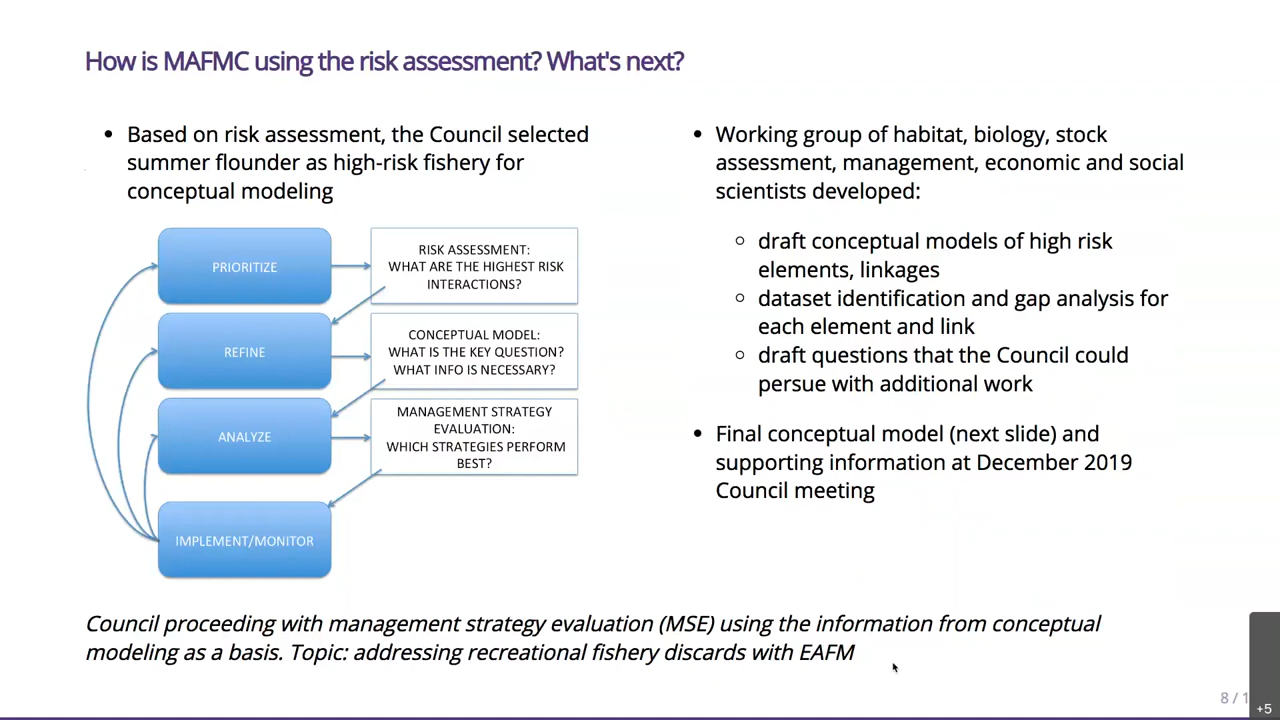 How is MAFMC using the risk assessment? What's next?
• Based on risk assessment, the Council selected
summer flounder as high-risk fishery for
conceptual modeling
PRIORITIZE
RISK ASSESSMENT:
WHAT ARE THE HIGHEST RISK
INTERACTIONS?
REFINE
CONCEPTUAL MODEL:
WHAT IS THE KEY QUESTION?
WHAT INFO IS NECESSARY?
ANALYZE
MANAGEMENT STRATEGY
EVALUATION:
WHICH STRATEGIES PERFORM
BEST?
IMPLEMENT/MONITOR
• Working group of habitat, biology, stock
assessment, management, economic and social
scientists developed:
○ draft conceptual models of high risk
elements, linkages
○ dataset identification and gap analysis for
each element and link
○ draft questions that the Council could
persue with additional work
• Final conceptual model (next slide) and
supporting information at December 2019
Council meeting
Council proceeding with management strategy evaluation (MSE) using the information from conceptual
modeling as a basis. Topic: addressing recreational fishery discards with EAFM
8 / 1
+5